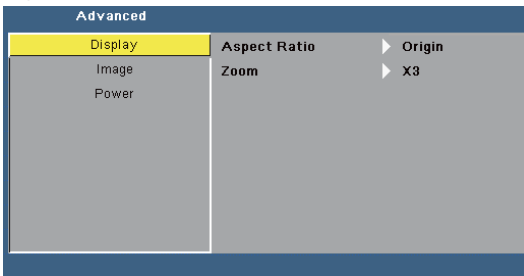 Advanced
Display
Aspect Ratio Origin
Image
Zoom X3
Power